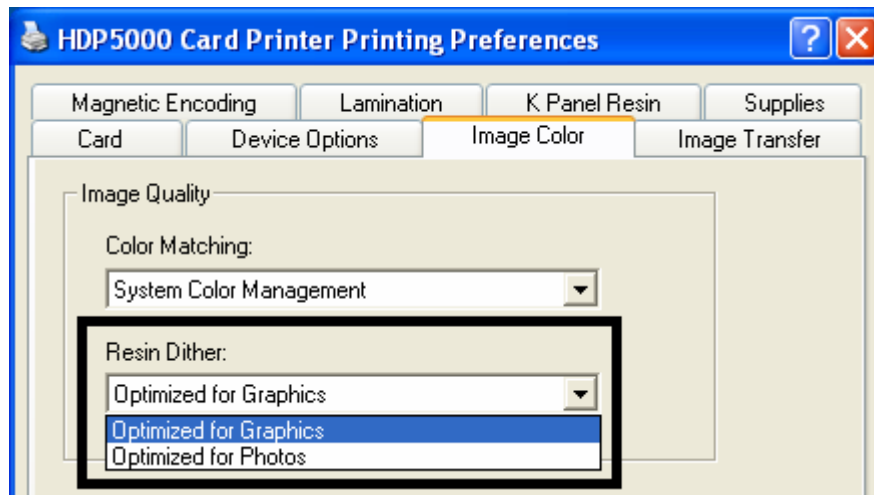 HDP5000 Card Printer Printing Preferences
Magnetic Encoding Lamination K Panel Resin Supplies
Card Device Options Image Color Image Transfer
Image Quality
Color Matching:
System Color Management
Resin Dither:
Optimized for Graphics
Optimized for Graphics
Optimized for Photos